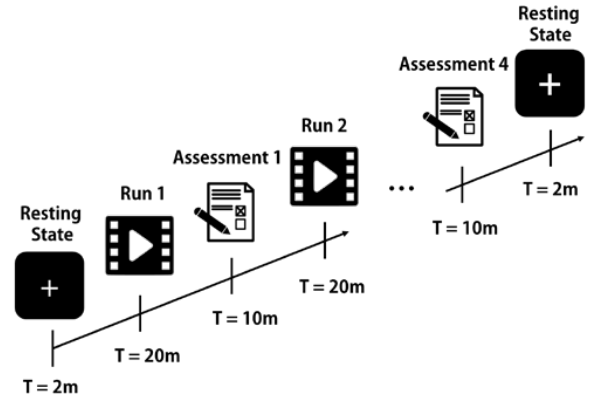 Resting
State
Run 1
Assessment 1
Run 2
...
Assessment 4
Resting
State
T = 2m
T = 20m
T = 10m
T = 20m
T = 10m
T = 2m